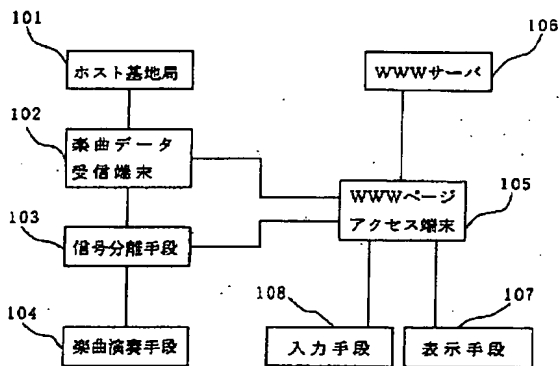 101
ホスト基地局
102
楽曲データ
受信端末
103
信号分離手段
104
楽曲演奏手段
106
WWWサーバ
WWWページ
アクセス端末
105
108
入力手段
107
表示手段